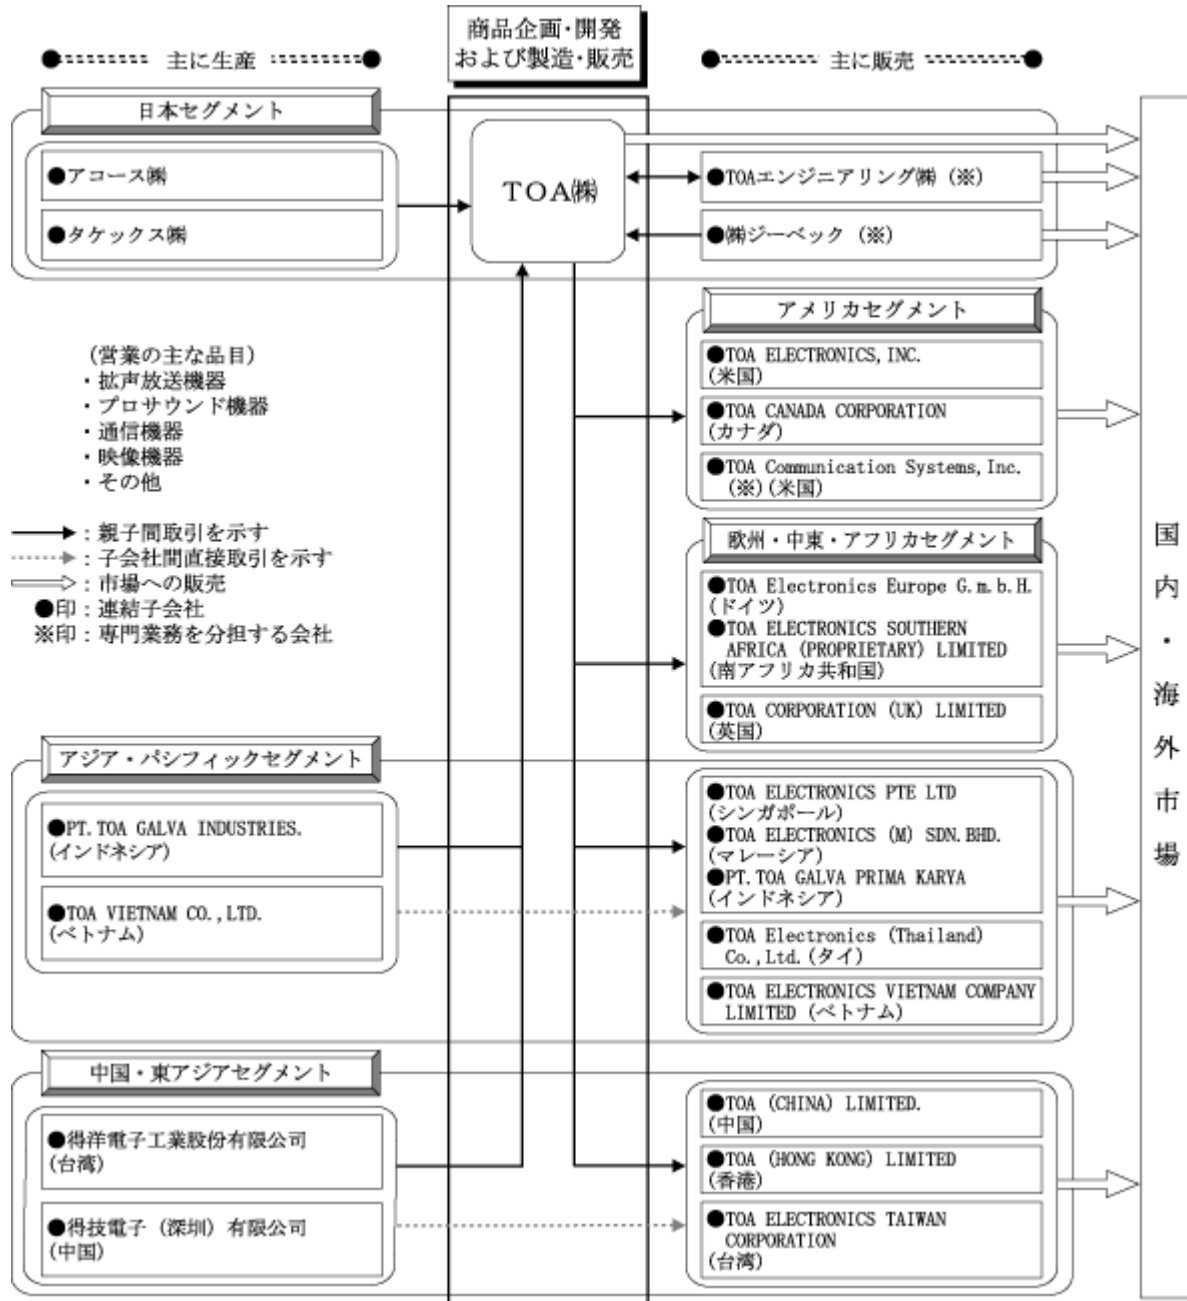 商品企画・開発
および製造・販売
●┅┅ 主に生産 ┅┅●
●┅┅ 主に販売 ┅┅●
日本セグメント
●アコース㈱
●タケックス㈱
TOA㈱
●TOAエンジニアリング㈱（※）
●㈱ジーベック（※）
アメリカセグメント
●TOA ELECTRONICS,INC.
(米国)
●TOA CANADA CORPORATION
(カナダ)
●TOA Communication Systems,Inc.
(※)(米国)
（営業の主な品目）
・拡声放送機器
・プロサウンド機器
・通信機器
・映像機器
・その他
：親子間取引を示す
：子会社間直接取引を示す
：市場への販売
●印：連結子会社
※印：専門業務を分担する会社
欧州・中東・アフリカセグメント
●TOA Electronics Europe G.m.b.H.
(ドイツ)
●TOA ELECTRONICS SOUTHERN
AFRICA (PROPRIETARY) LIMITED
(南アフリカ共和国)
●TOA CORPORATION (UK) LIMITED
(英国)
アジア・パシフィックセグメント
●PT.TOA GALVA INDUSTRIES.
(インドネシア)
●TOA VIETNAM CO.,LTD.
(ベトナム)
●TOA ELECTRONICS PTE LTD
(シンガポール)
●TOA ELECTRONICS (M) SDN.BHD.
(マレーシア)
●PT.TOA GALVA PRIMA KARYA
(インドネシア)
●TOA Electronics (Thailand)
Co.,Ltd.(タイ)
●TOA ELECTRONICS VIETNAM COMPANY
LIMITED (ベトナム)
中国・東アジアセグメント
●得洋電子工業股份有限公司
(台湾)
●得技電子（深圳）有限公司
(中国)
●TOA (CHINA) LIMITED.
(中国)
●TOA (HONG KONG) LIMITED
(香港)
●TOA ELECTRONICS TAIWAN
CORPORATION
(台湾)
国内・海外市場